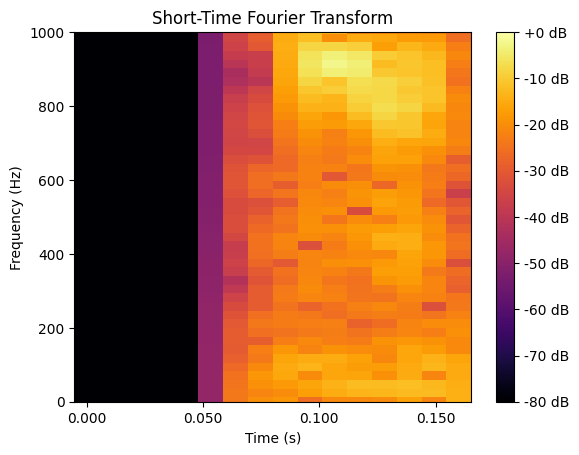 Short-Time Fourier Transform
1000
800
600
400
200
0
Frequency (Hz)
0.000
0.050
0.100
0.150
Time (s)
+0 dB
-10 dB
-20 dB
-30 dB
-40 dB
-50 dB
-60 dB
-70 dB
-80 dB